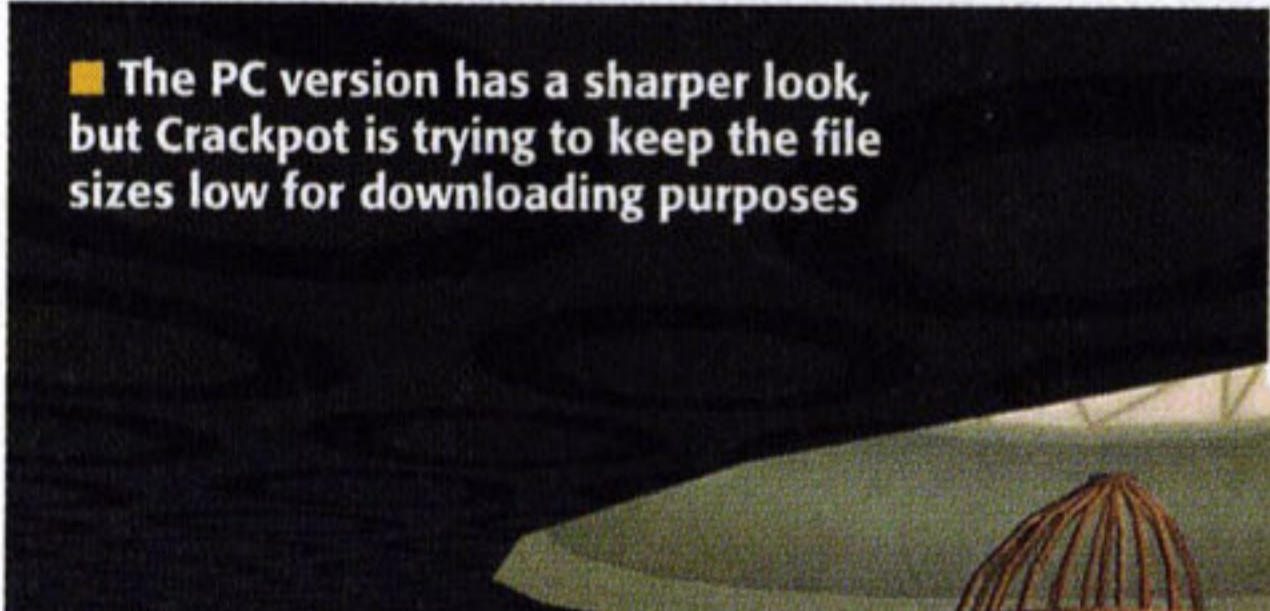 The PC version has a sharper look,
but Crackpot is trying to keep the file
sizes low for downloading purposes